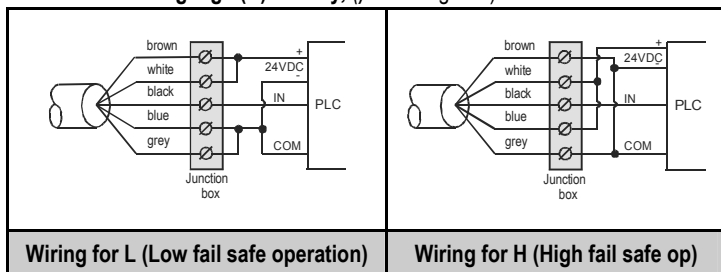 brown
white
black
blue
grey
+
24VDC
-
IN
PLC
COM
Junction
box
brown
white
black
blue
grey
+
24VDC
-
IN
PLC
COM
Junction
box
Wiring for L (Low fail safe operation)
Wiring for H (High fail safe op)